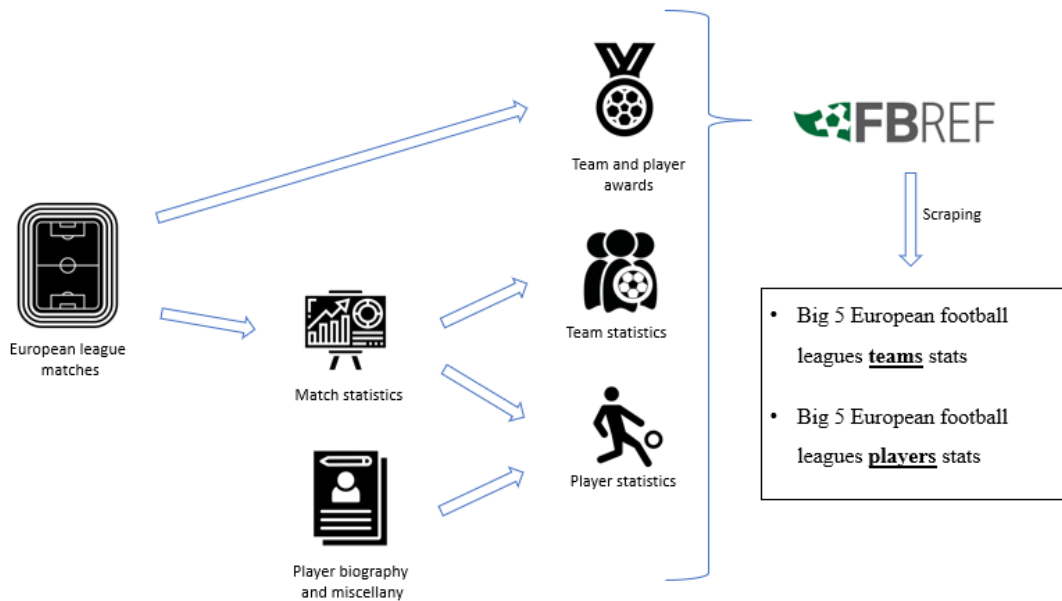 Team and player
awards
FBREF
Scraping
European league
matches
Match statistics
Team statistics
Player statistics
Player biography
and miscellany
• Big 5 European football
leagues teams stats
• Big 5 European football
leagues players stats